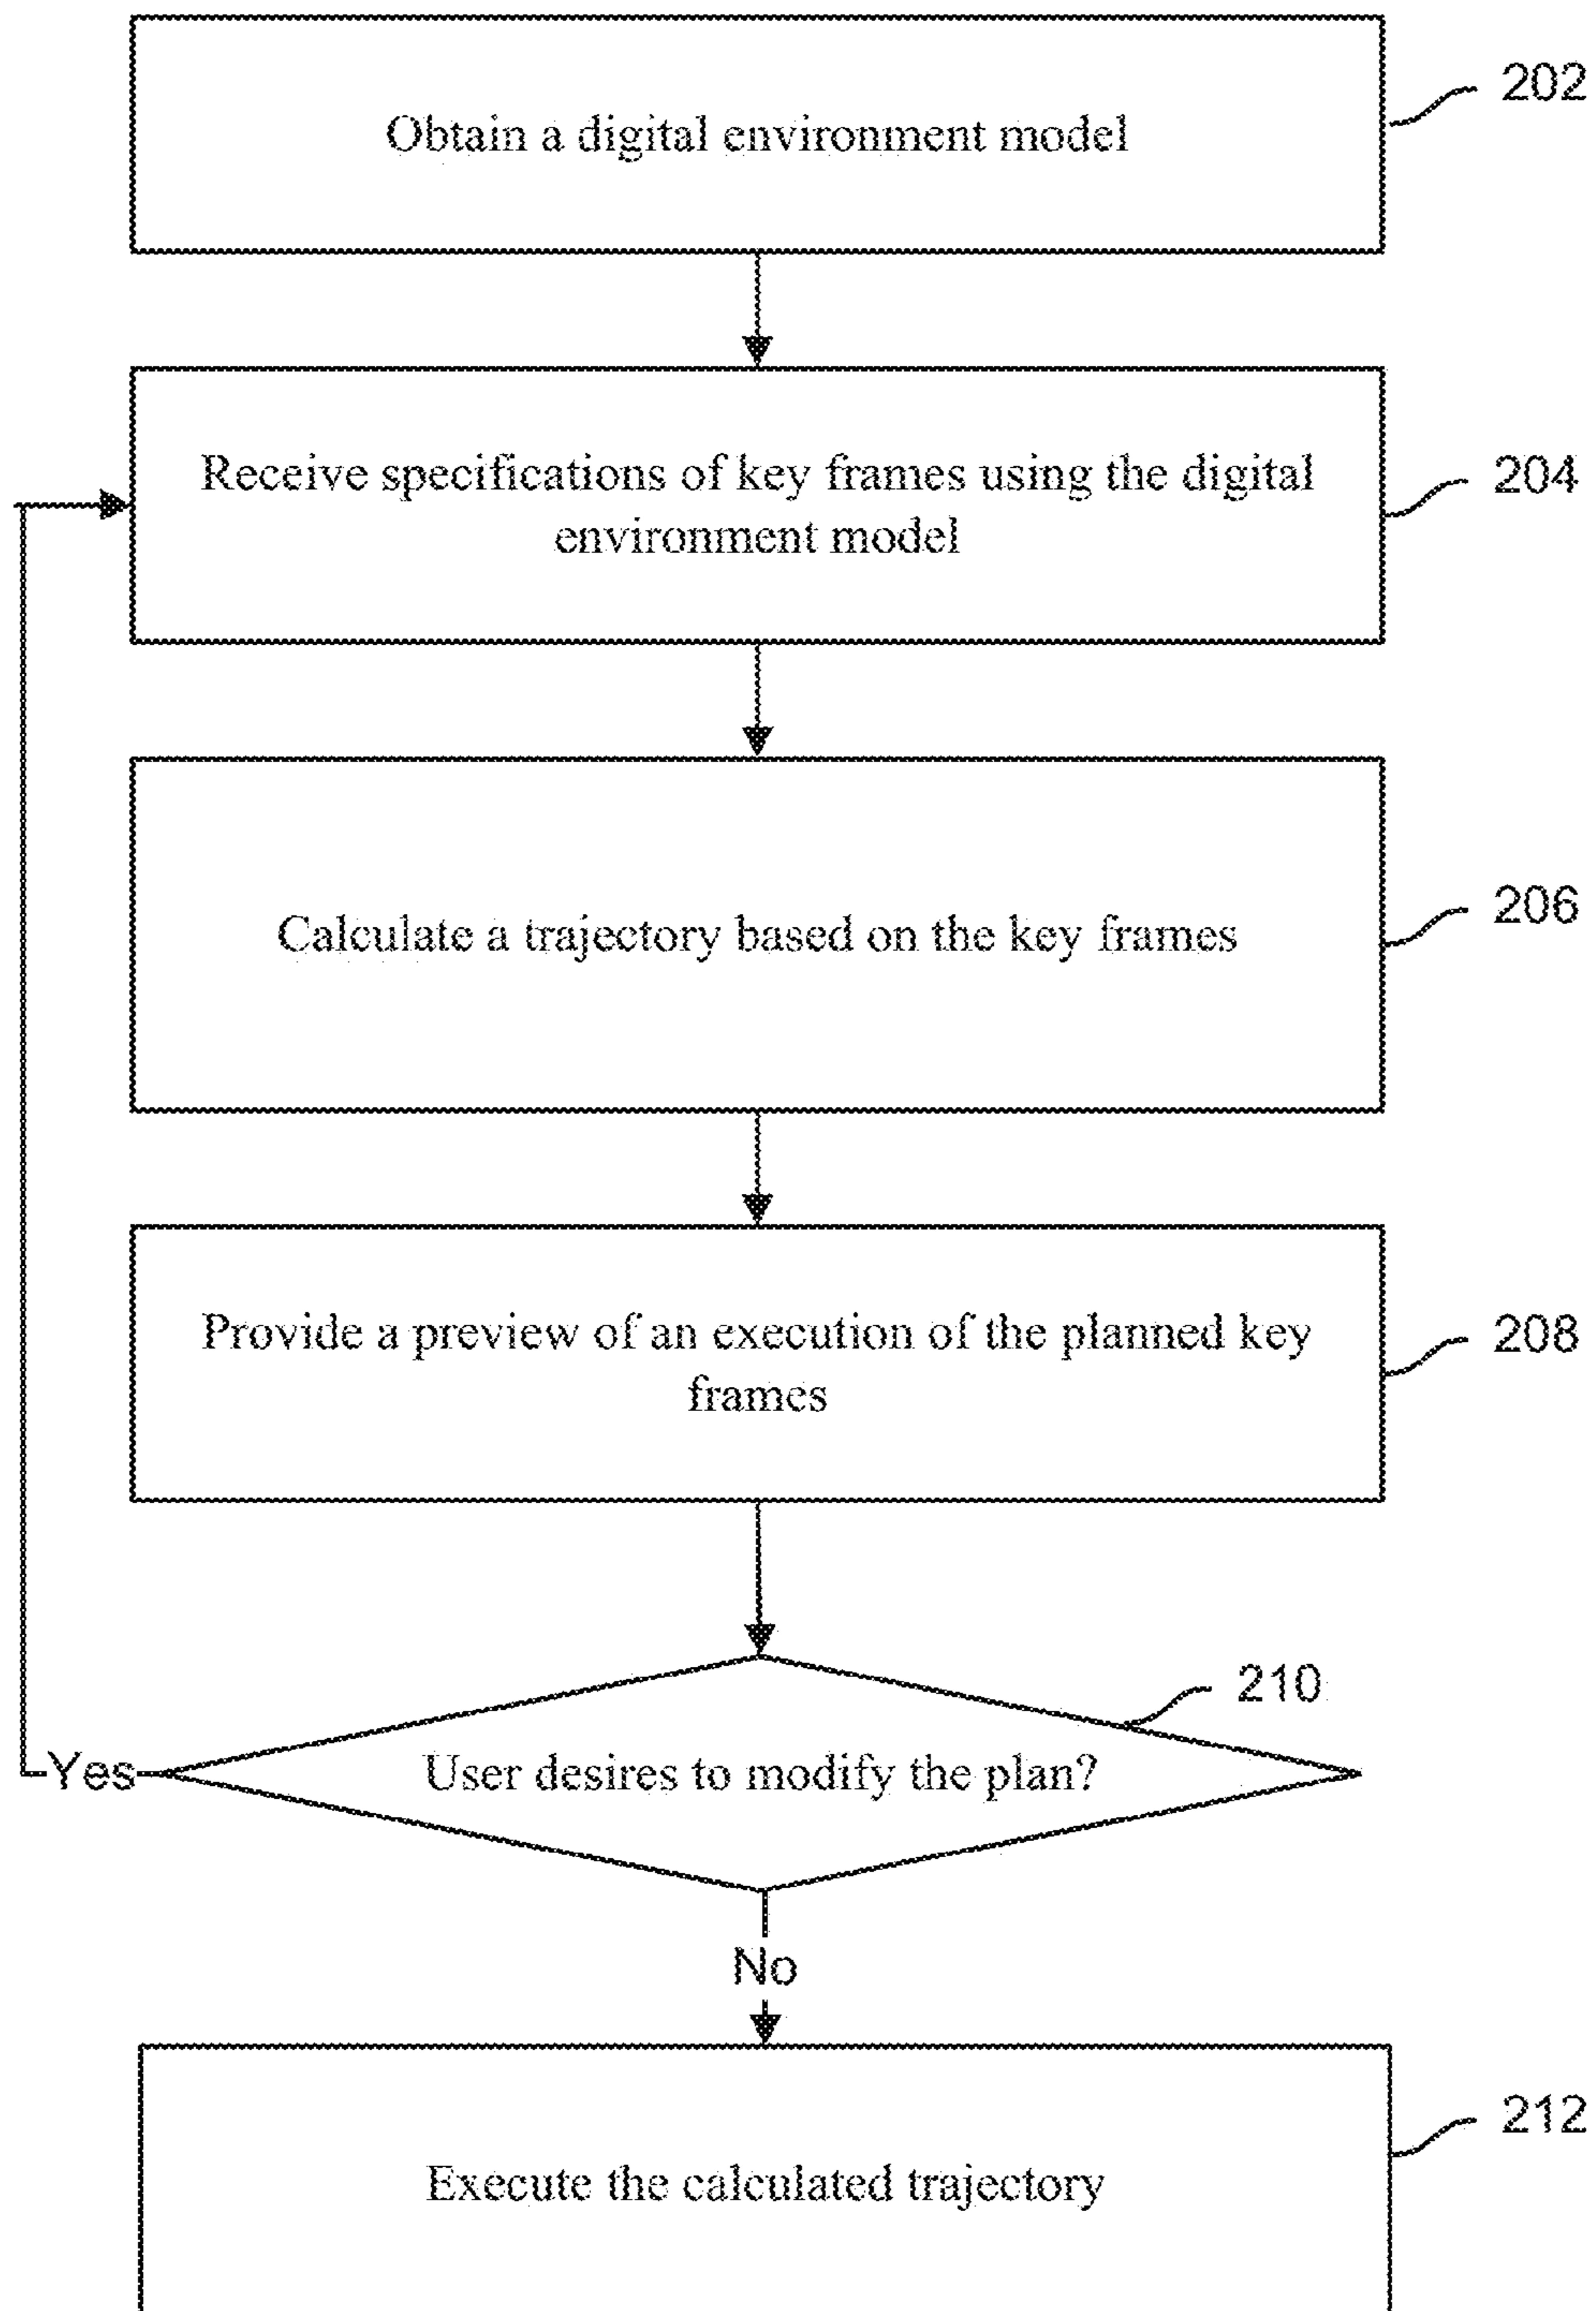 202
Obtain a digital environment model
204
Receive specifications of key frames using the digital
environment model
206
Calculate a trajectory based on the key frames
208
Provide a preview of an execution of the planned key
frames
210
User desires to modify the plan?
Yes
No
212
Execute the calculated trajectory